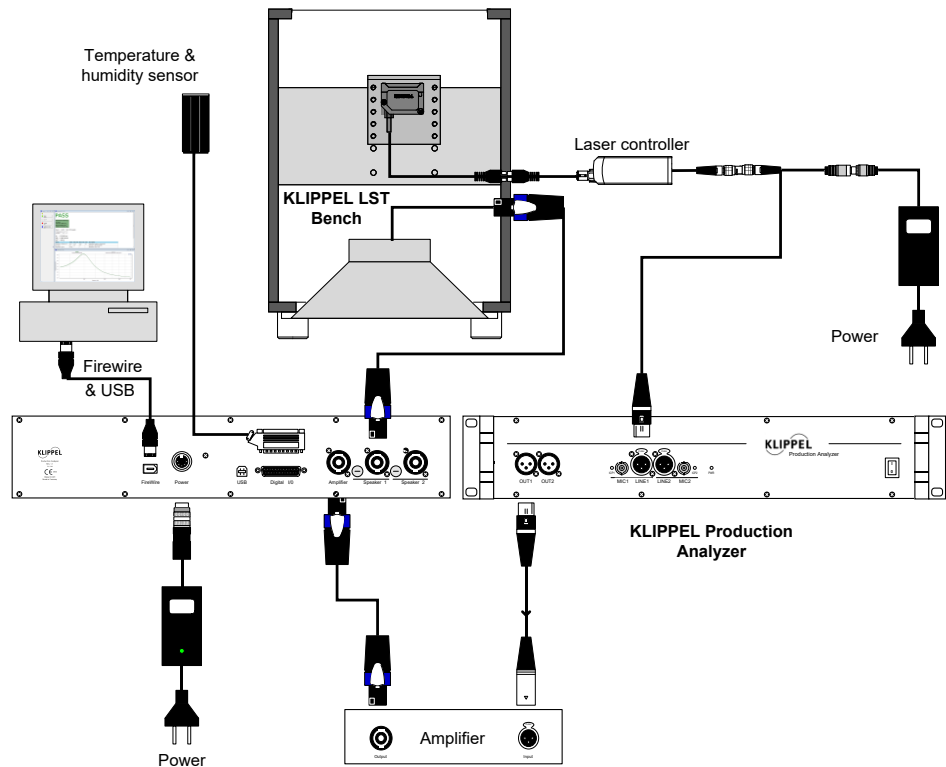 Temperature &
humidity sensor
KLIPPEL LST
Bench
Laser controller
Power
Firewire
& USB
KLIPPEL
FireWire
Power
USB
Digital I/O
Amplifier
Speaker 1
Speaker 2
KLIPPEL
Production Analyzer
OUT1
OUT2
MIC1
LINE1
LINE2
MIC2
KLIPPEL Production
Analyzer
Amplifier
Output
Input
Power